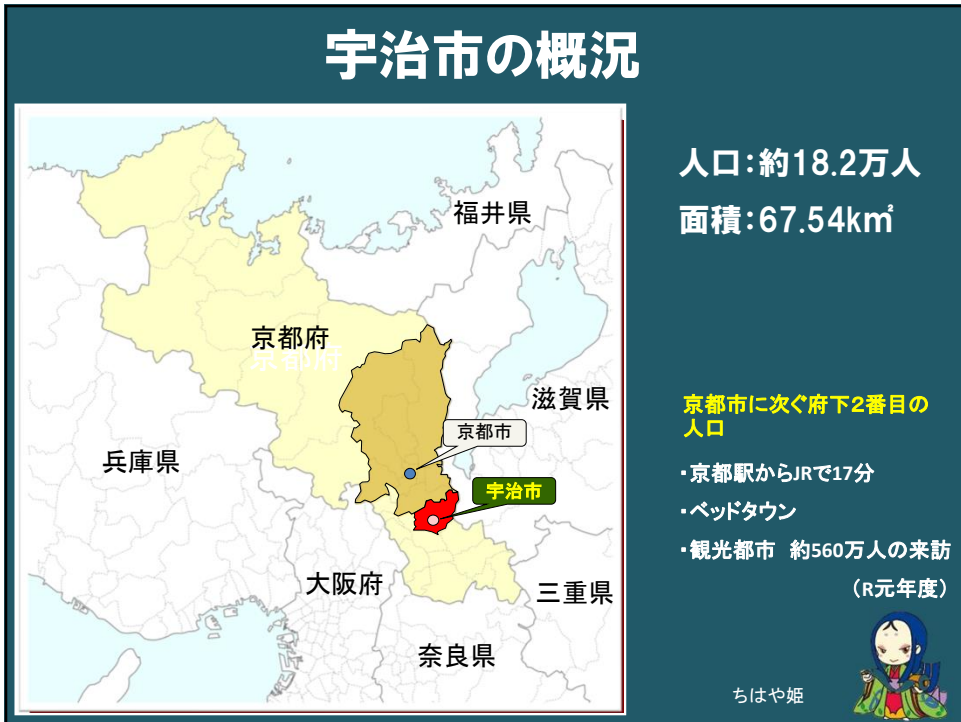 宇治市の概況
人口：約18.2万人
面積：67.54k㎡
福井県
京都府
京都府
滋賀県
京都市
兵庫県
宇治市
大阪府
三重県
奈良県
京都市に次ぐ府下２番目の
人口
・京都駅からJRで17分
・ベッドタウン
・観光都市　約560万人の来訪
（R元年度）
ちはや姫